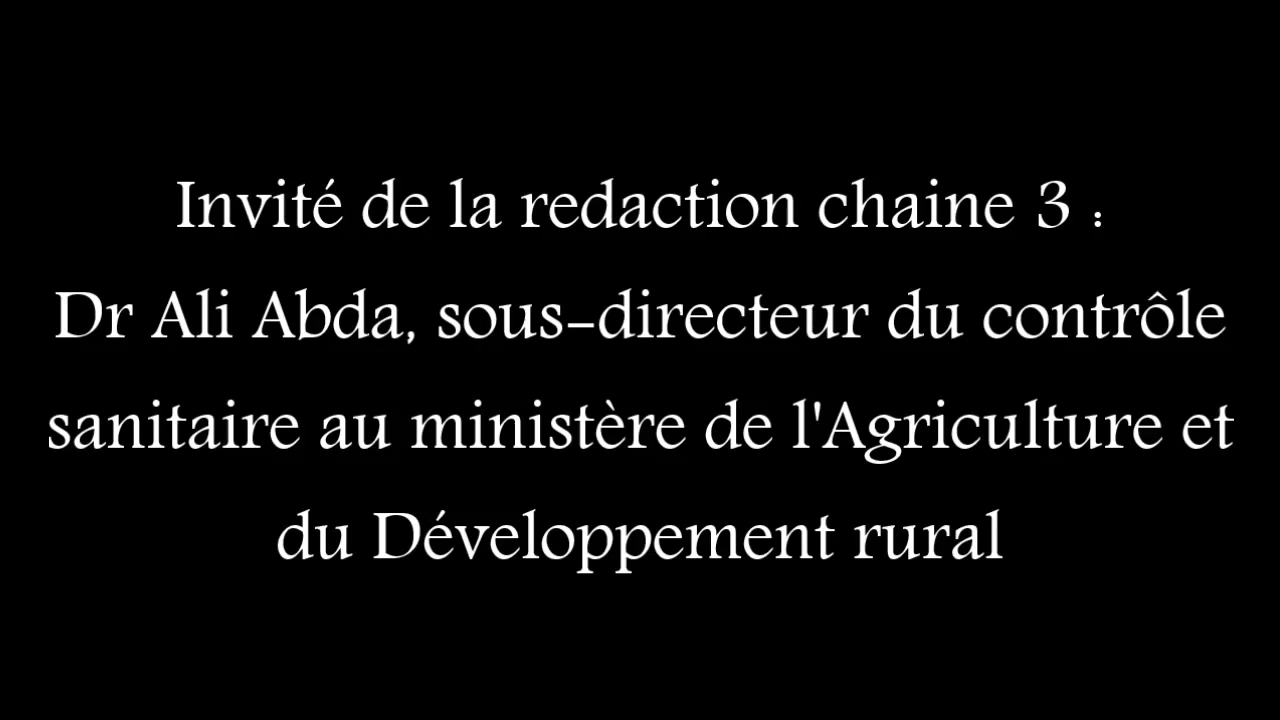 Invité de la redaction chaine 3 :
Dr Ali Abda, sous-directeur du contrôle
sanitaire au ministère de l'Agriculture et
du Développement rural